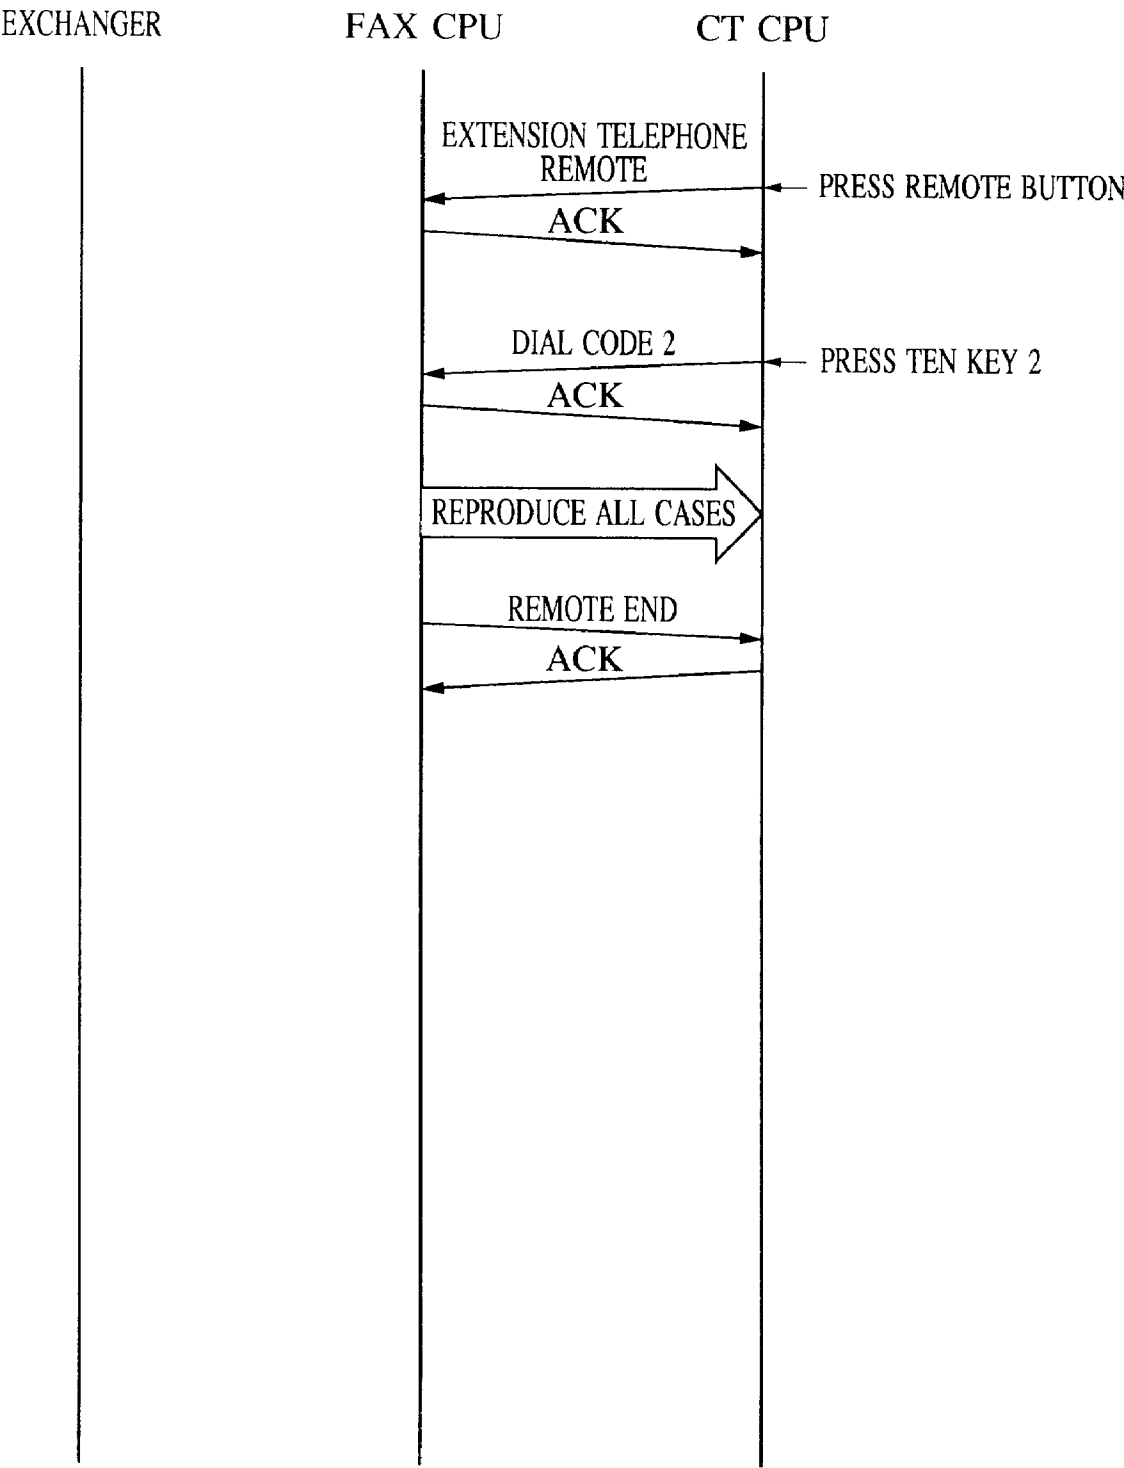 EXCHANGER
FAX CPU
CT CPU
EXTENSION TELEPHONE
REMOTE
PRESS REMOTE BUTTON
ACK
DIAL CODE 2
PRESS TEN KEY 2
ACK
REPRODUCE ALL CASES
REMOTE END
ACK